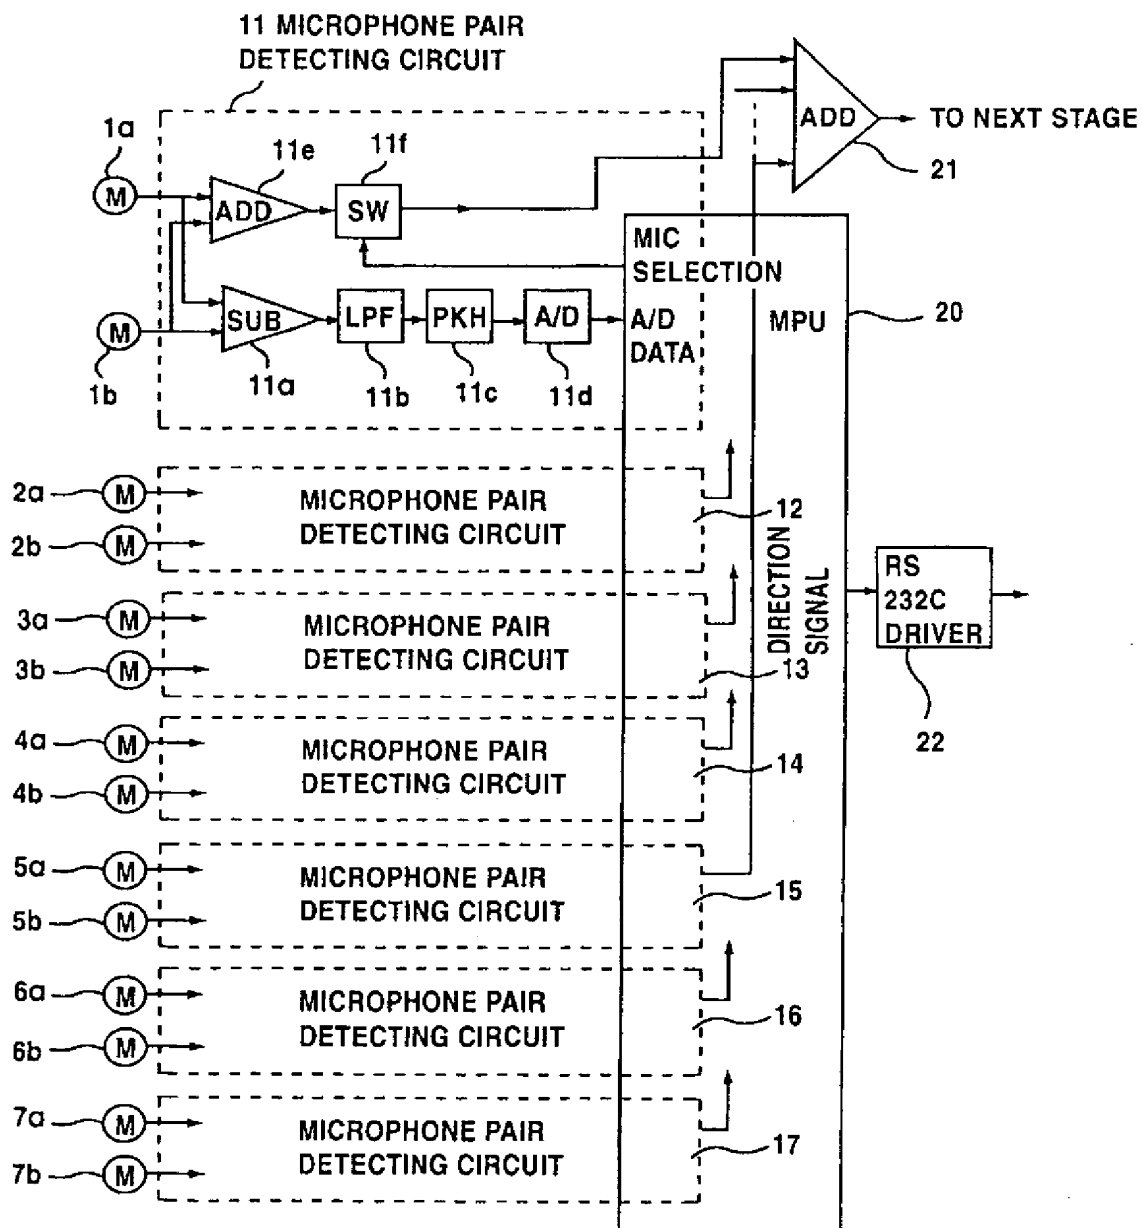 11 MICROPHONE PAIR
DETECTING CIRCUIT
1a
M
11e
ADD
11f
SW
ADD
TO NEXT STAGE
21
MIC
SELECTION
M
1b
SUB
11a
LPF
11b
PKH
11c
A/D
11d
A/D
DATA
MPU
20
2a
M
2b
M
MICROPHONE PAIR
DETECTING CIRCUIT
12
3a
M
3b
M
MICROPHONE PAIR
DETECTING CIRCUIT
13
DIRECTION
SIGNAL
RS
232C
DRIVER
22
4a
M
4b
M
MICROPHONE PAIR
DETECTING CIRCUIT
14
5a
M
5b
M
MICROPHONE PAIR
DETECTING CIRCUIT
15
6a
M
6b
M
MICROPHONE PAIR
DETECTING CIRCUIT
16
7a
M
7b
M
MICROPHONE PAIR
DETECTING CIRCUIT
17